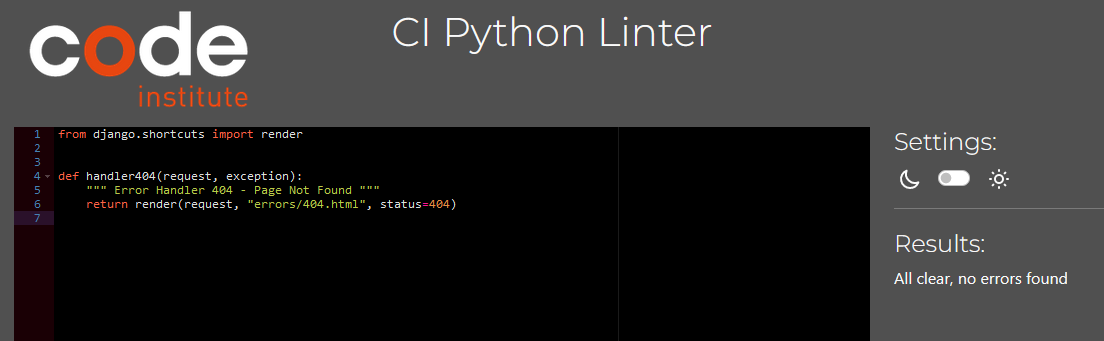 code
institute
CI Python Linter
1 from django.shortcuts import render
2
3
4 def handler404(request, exception):
5     """ Error Handler 404 - Page Not Found """
6     return render(request, "errors/404.html", status=404)
7
Settings:
Results:
All clear, no errors found